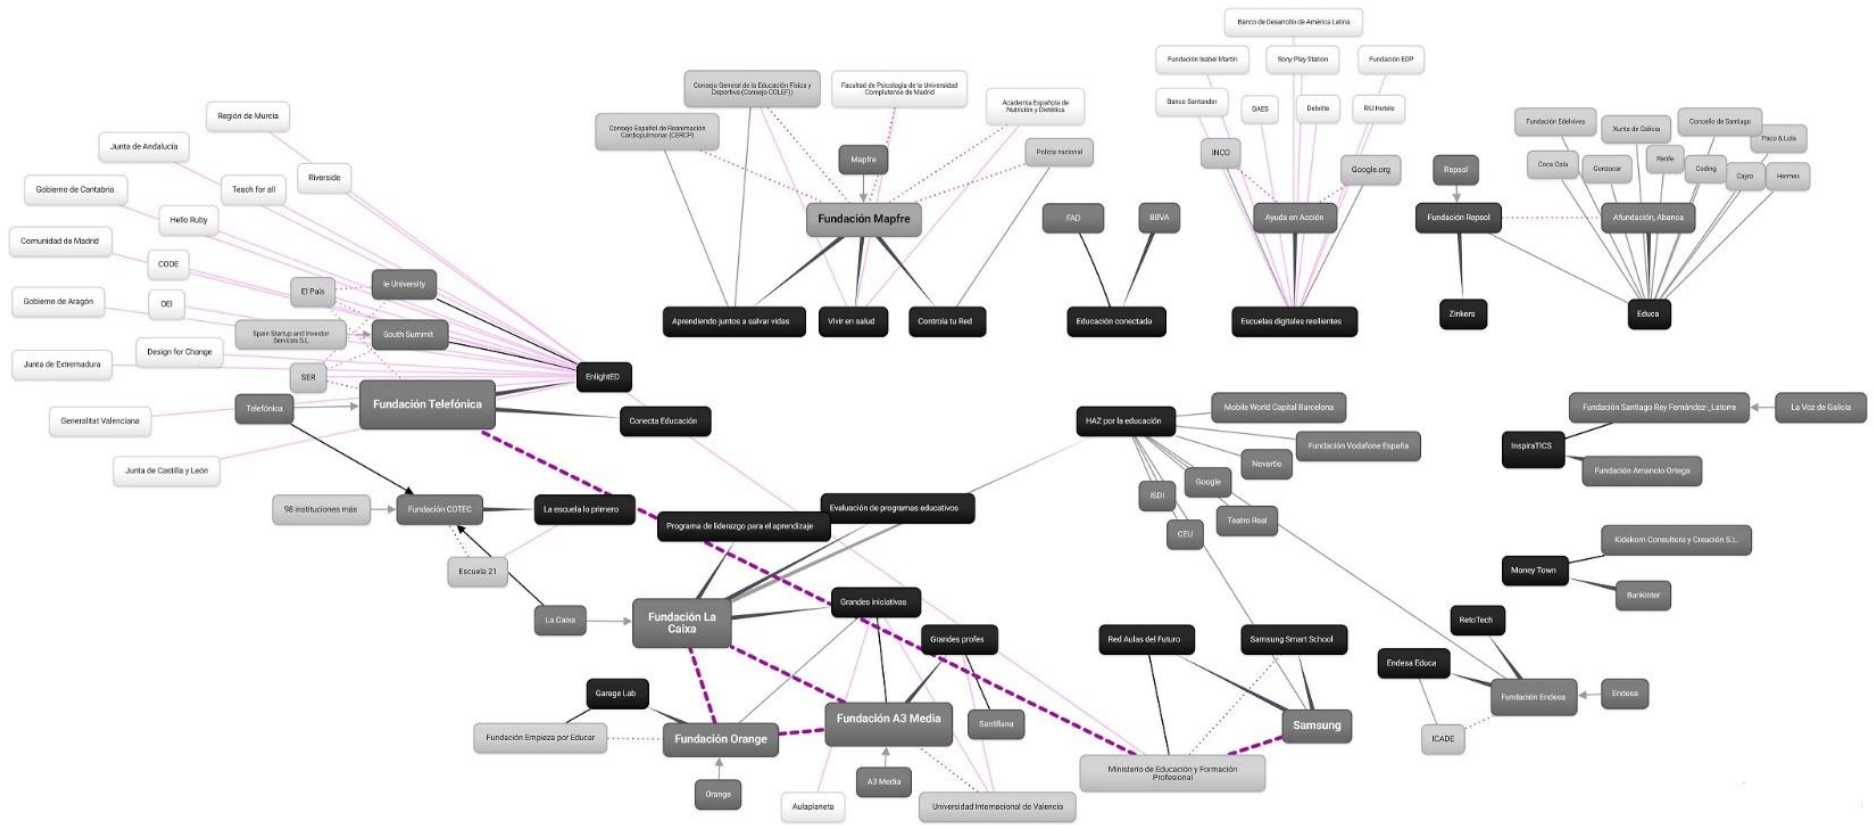 Banco de Desarrollo de América Latina
Fundación Isabel Martín
Sony Play Station
Fundación EDP
Consejo General de la Educación Física y
Deportiva (Consejo COLEF))
Facultad de Psicología de la Universidad
Complutense de Madrid
Academia Española de
Nutrición y Dietética
Banco Santander
GAES
Deloitte
RIU Hotels
Región de Murcia
Consejo Español de Reanimación
Cardiopulmonar (CERCP)
Fundación Edelvives
Xunta de Galicia
Concello de Santiago
Paco & Lola
Junta de Andalucía
Mapfre
Policía nacional
INCO
Google.org
Repsol
Coca Cola
Renfe
Coding
Cayro
Hermex
Gobierno de Cantabria
Teach for all
Riverside
Hello Ruby
Fundación Mapfre
FAD
BBVA
Ayuda en Acción
Fundación Repsol
Afundación, Abanca
Comunidad de Madrid
CODE
El País
ie University
Gobierno de Aragón
OEI
Spain Startup and Investor
Services S.L
South Summit
Aprendiendo juntos a salvar vidas
Vivir en salud
Controla tu Red
Educación conectada
Escuelas digitales resilientes
Zinkers
Educa
Junta de Extremadura
Design for Change
SER
EnlightED
Telefónica
Fundación Telefónica
Conecta Educación
Generalitat Valenciana
Junta de Castilla y León
HAZ por la educación
Mobile World Capital Barcelona
Fundación Vodafone España
Novartis
Google
ISDI
Teatro Real
CEU
Fundación Santiago Rey Fernández-_Latorre
La Voz de Galicia
InspiraTICS
Fundación Amancio Ortega
98 instituciones más
Fundación COTEC
La escuela lo primero
Programa de liderazgo para el aprendizaje
Evaluación de programas educativos
Escuela 21
Kidekom Consultora y Creación S.L.
Money Town
Bankinter
La Caixa
Fundación La
Caixa
Grandes iniciativas
Grandes profes
Red Aulas del Futuro
Samsung Smart School
RetoTech
Endesa Educa
Fundación Endesa
Endesa
ICADE
Garage Lab
Fundación Empieza por Educar
Fundación Orange
Fundación A3 Media
Santillana
Samsung
Ministerio de Educación y Formación
Profesional
Orange
A3 Media
Aulaplaneta
Universidad Internacional de Valencia